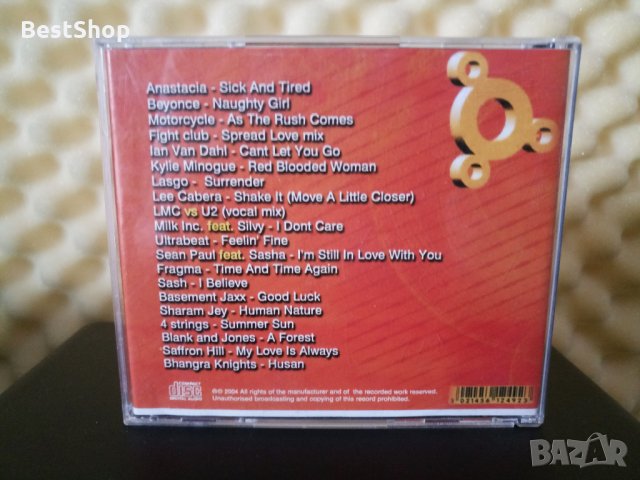 BestShop
Anastacia - Sick And Tired
Beyonce - Naughty Girl
Motorcycle - As The Rush Comes
Fight club - Spread Love mix
Ian Van Dahl - Cant Let You Go
Kylie Minogue - Red Blooded Woman
Lasgo - Surrender
Lee Cabera - Shake It (Move A Little Closer)
LMC vs U2 (vocal mix)
Milk Inc. feat. Silvy - I Dont Care
Ultrabeat - Feelin' Fine
Sean Paul feat. Sasha - I'm Still In Love With You
Fragma - Time And Time Again
Sash - I Believe
Basement Jaxx - Good Luck
Sharam Jey - Human Nature
4 strings - Summer Sun
Blank and Jones - A Forest
Saffron Hill - My Love Is Always
Bhangra Knights - Husan
COMPACT
disc
DIGITAL AUDIO
℗© 2004 All rights of the manufacturer and of the recorded work reserved.
Unauthorised broadcasting and copying of this record prohibited.
BAZAR